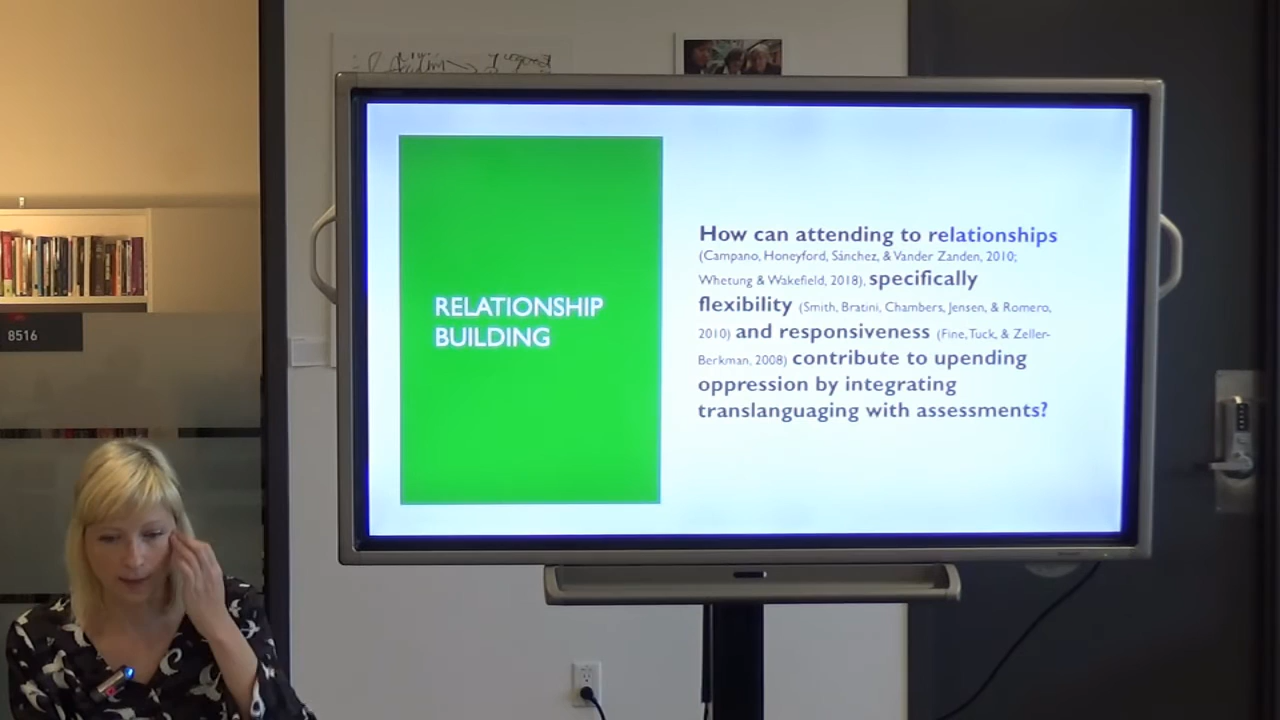 RELATIONSHIP
BUILDING
How can attending to relationships
(Campano, Honeyford, Sánchez, & Vander Zanden, 2010;
Whetung & Wakefield, 2018), specifically
flexibility (Smith, Bratini, Chambers, Jensen, & Romero,
2010) and responsiveness (Fine, Tuck, & Zeller-
Berkman, 2008) contribute to upending
oppression by integrating
translanguaging with assessments?
8516